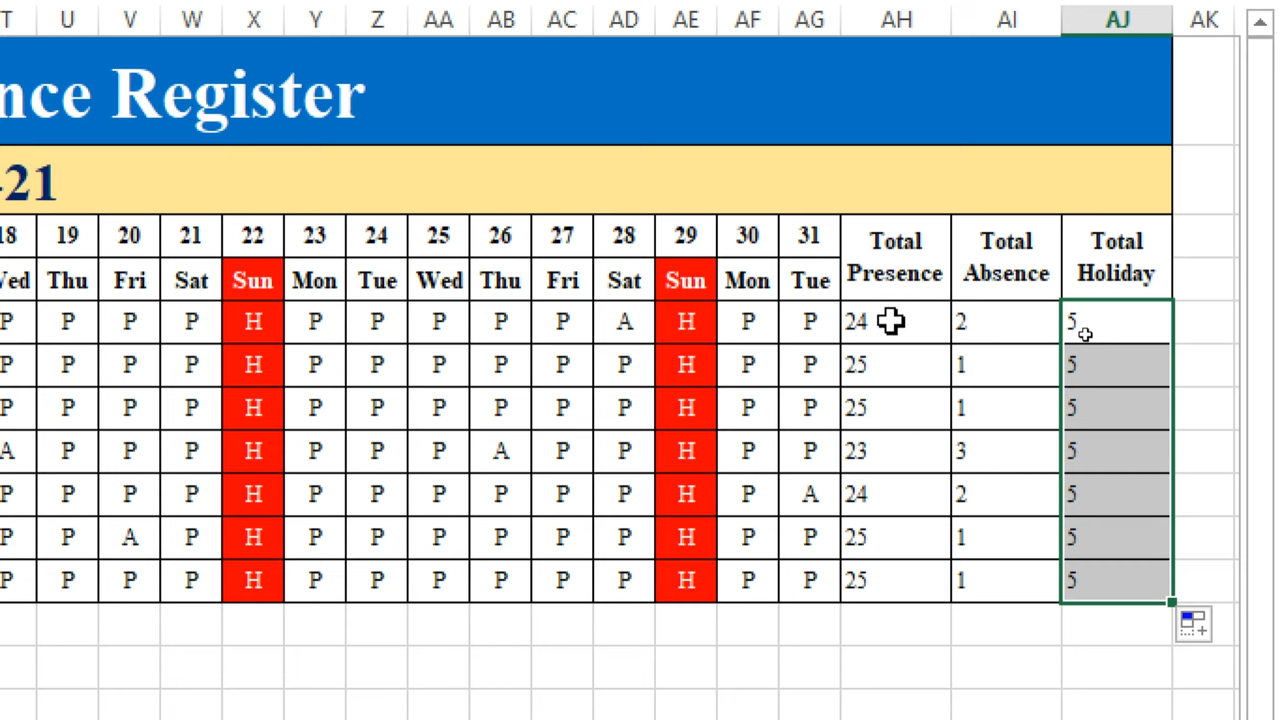 T U V W X Y Z AA AB AC AD AE AF AG AH AI AJ AK
nce Register
-21
18 19 20 21 22 23 24 25 26 27 28 29 30 31 Total Presence Total Absence Total Holiday
Wed Thu Fri Sat Sun Mon Tue Wed Thu Fri Sat Sun Mon Tue
P P P P H P P P P P A H P P 24 2 5
P P P P H P P P P P P H P P 25 1 5
P P P P H P P P P P P H P P 25 1 5
A P P P H P P P A P P H P P 23 3 5
P P P P H P P P P P P H P A 24 2 5
P P A P H P P P P P P H P P 25 1 5
P P P P H P P P P P P H P P 25 1 5